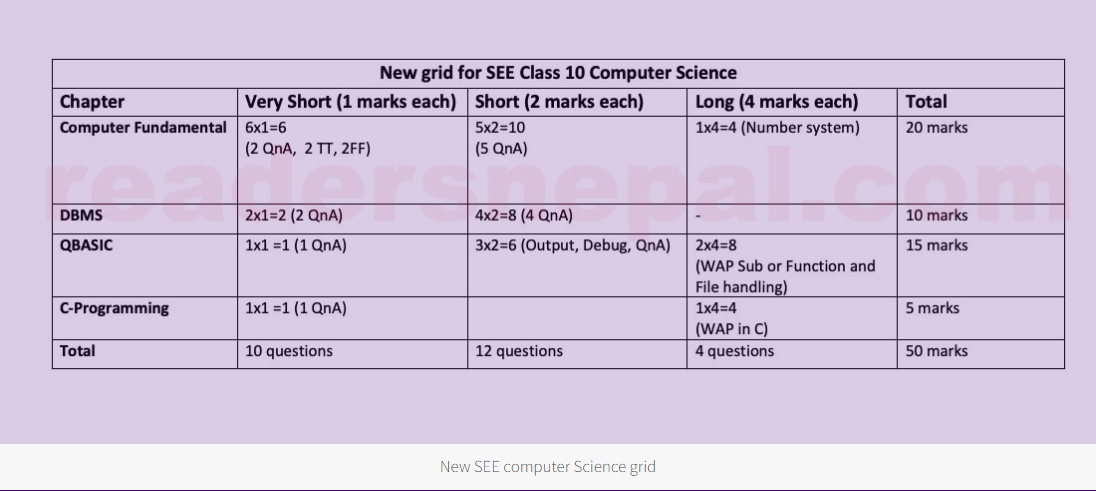 New grid for SEE Class 10 Computer Science
Chapter Very Short (1 marks each) Short (2 marks each) Long (4 marks each) Total
Computer Fundamental 6x1=6 5x2=10 1x4=4 (Number system) 20 marks
(2 QnA, 2 TT, 2FF) (5 QnA)
readersnepal.com
DBMS 2x1=2 (2 QnA) 4x2=8 (4 QnA) - 10 marks
QBASIC 1x1 =1 (1 QnA) 3x2=6 (Output, Debug, QnA) 2x4=8 15 marks
(WAP Sub or Function and
File handling)
C-Programming 1x1 =1 (1 QnA) 1x4=4 5 marks
(WAP in C)
Total 10 questions 12 questions 4 questions 50 marks
New SEE computer Science grid